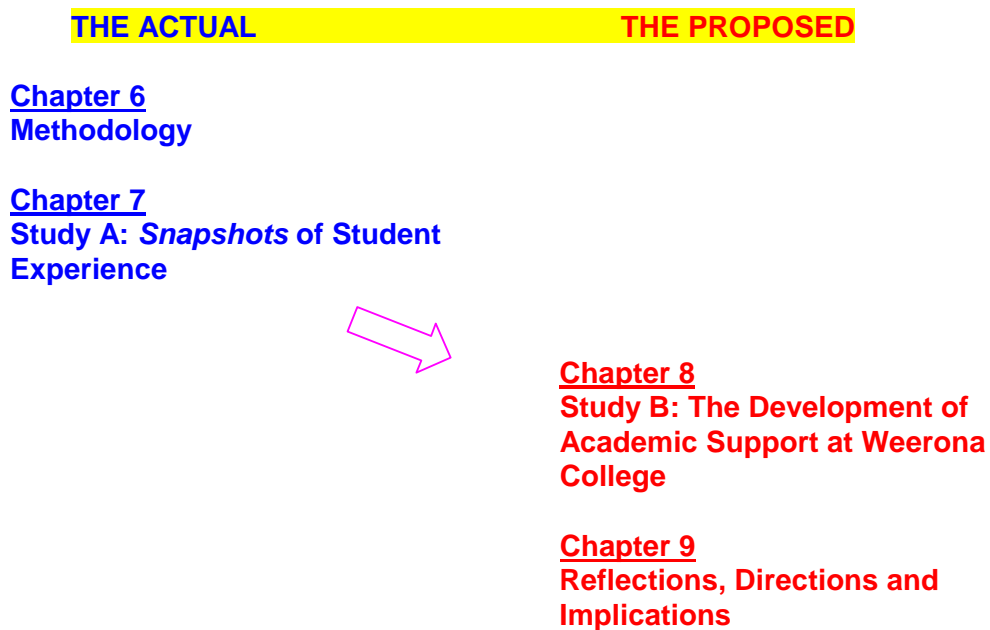 THE ACTUAL THE PROPOSED
Chapter 6
Methodology
Chapter 7
Study A: Snapshots of Student
Experience
Chapter 8
Study B: The Development of
Academic Support at Weerona
College
Chapter 9
Reflections, Directions and
Implications